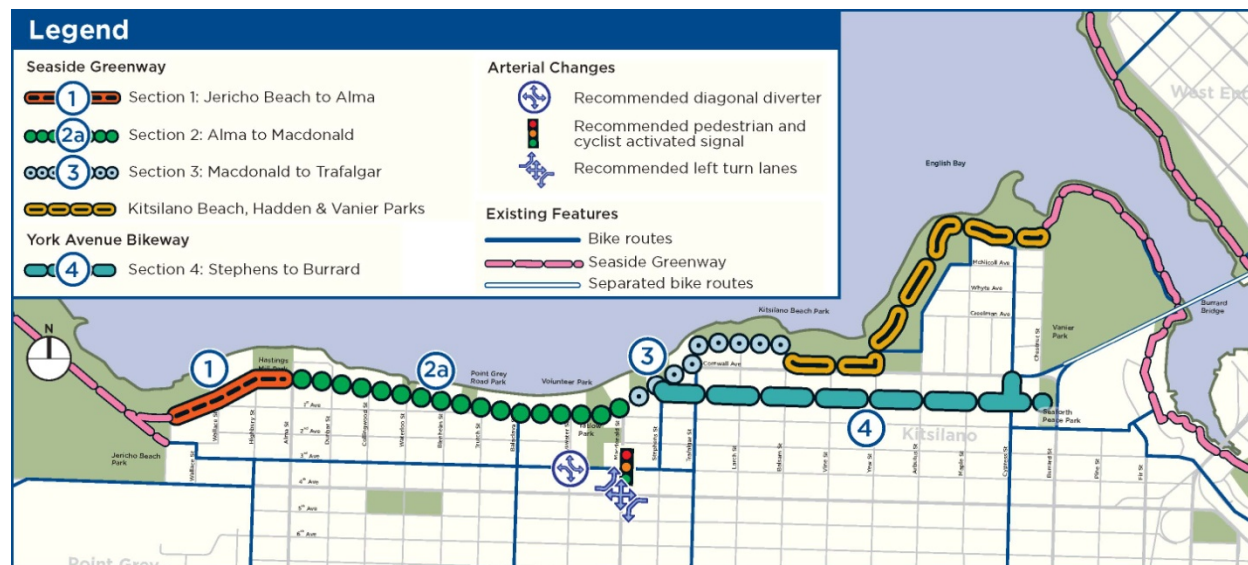 Legend
Seaside Greenway
1 Section 1: Jericho Beach to Alma
2a Section 2: Alma to Macdonald
3 Section 3: Macdonald to Trafalgar
Kitsilano Beach, Hadden & Vanier Parks
York Avenue Bikeway
4 Section 4: Stephens to Burrard
Arterial Changes
Recommended diagonal diverter
Recommended pedestrian and
cyclist activated signal
Recommended left turn lanes
Existing Features
Bike routes
Seaside Greenway
Separated bike routes
West End
English Bay
McNicoll Ave
Whyte Ave
Creelman Ave
Chestnut St
Vanier
Park
Burrard
Bridge
Kitsilano Beach Park
N
1
Hastings
2a
Point Grey
Road Park
Volunteer Park
3
Cornwall Ave
1st Ave
2nd Ave
3rd Ave
4th Ave
5th Ave
6th Ave
Wallace St
Highbury St
Alma St
Dunbar St
Collingwood St
Waterloo St
Blenheim St
Trutch St
Balaclava
Tatlow
Park
Macdonald St
Stephens St
Trafalgar St
Larch St
Balsam St
Vine St
Yew St
Arbutus St
Maple St
Cypress St
Burrard St
Pine St
Fir St
4
Kitsilano
Seaforth
Peace Park
Jericho Beach
Park
Wallace St
Point Grey